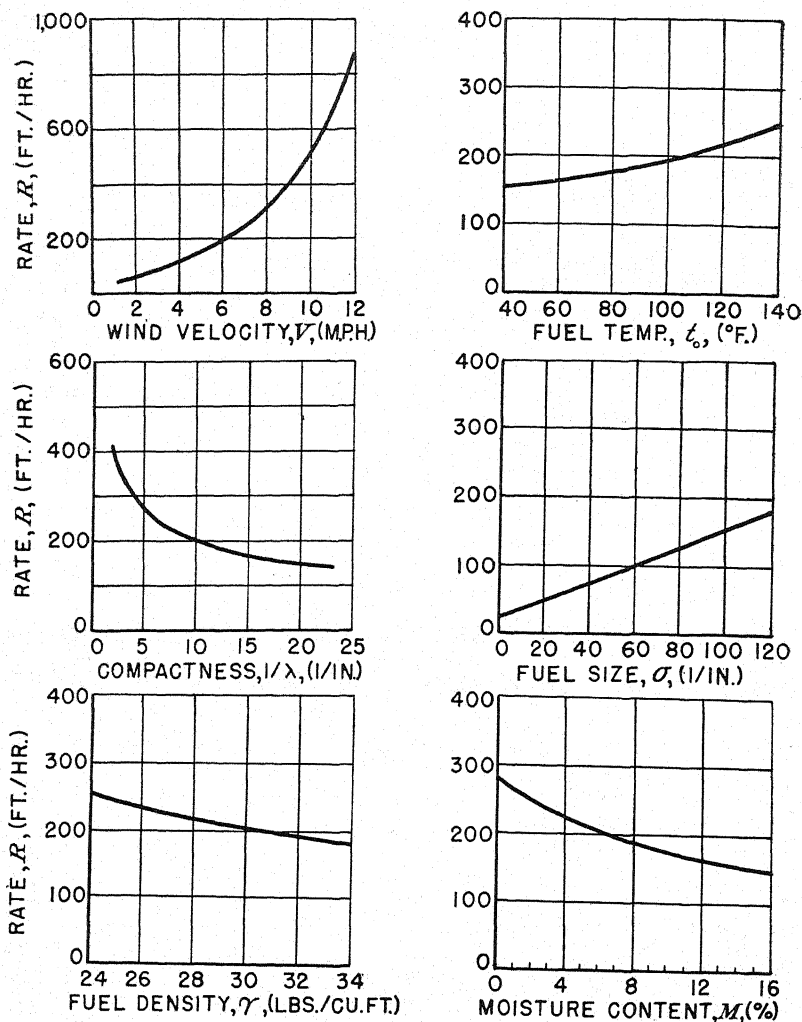 1,000
600
200
0 2 4 6 8 10 12
RATE, R, (FT./HR.)
WIND VELOCITY, V, (M.P.H.)
400
300
200
100
0
40 60 80 100 120 140
FUEL TEMP., t₀, (°F.)
600
400
200
0
0 5 10 15 20 25
RATE, R, (FT./HR.)
COMPACTNESS, 1/λ, (1/IN.)
400
300
200
100
0
0 20 40 60 80 100 120
FUEL SIZE, σ, (1/IN.)
400
300
200
100
0
24 26 28 30 32 34
RATE, R, (FT./HR.)
FUEL DENSITY, γ, (LBS./CU.FT.)
400
300
200
100
0
0 4 8 12 16
MOISTURE CONTENT, M, (%)